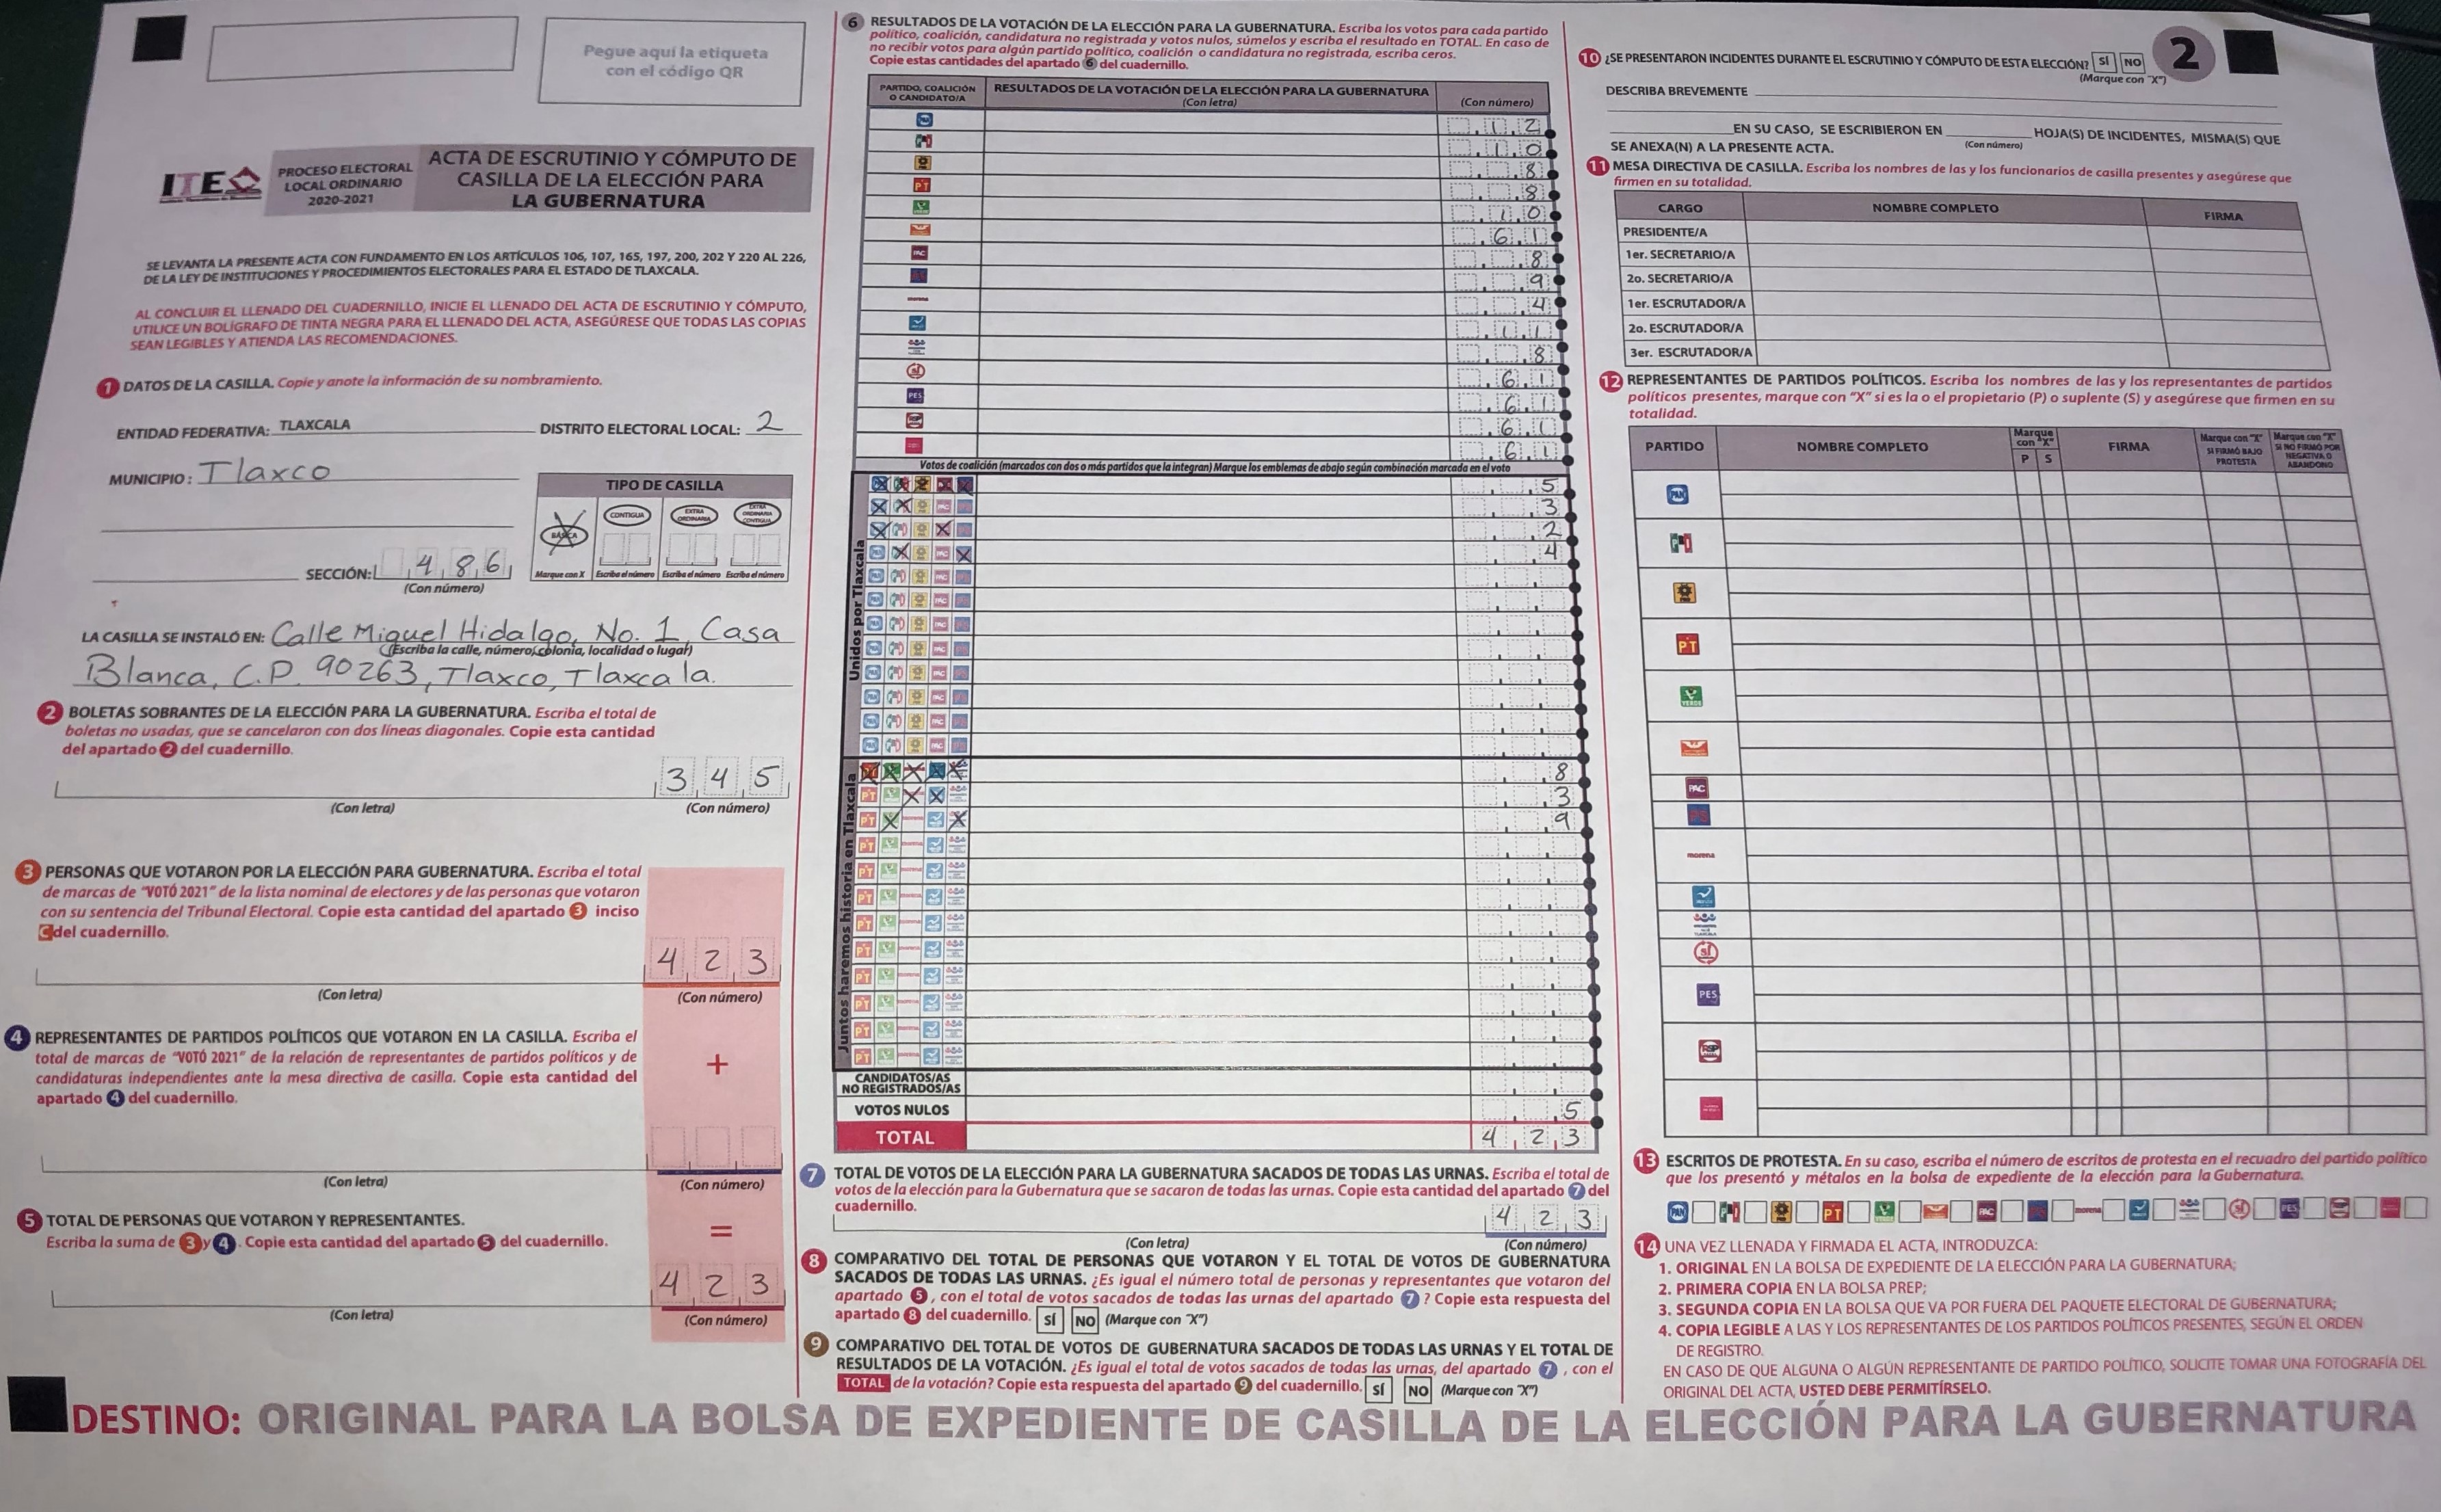 Pegue aquí la etiqueta
con el código QR
ITE
PROCESO ELECTORAL
LOCAL ORDINARIO
2020-2021
ACTA DE ESCRUTINIO Y CÓMPUTO DE
CASILLA DE LA ELECCIÓN PARA
LA GUBERNATURA
SE LEVANTA LA PRESENTE ACTA CON FUNDAMENTO EN LOS ARTÍCULOS 106, 107, 165, 197, 200, 202 Y 220 AL 226,
DE LA LEY DE INSTITUCIONES Y PROCEDIMIENTOS ELECTORALES PARA EL ESTADO DE TLAXCALA.
AL CONCLUIR EL LLENADO DEL CUADERNILLO, INICIE EL LLENADO DEL ACTA DE ESCRUTINIO Y CÓMPUTO,
UTILICE UN BOLÍGRAFO DE TINTA NEGRA PARA EL LLENADO DEL ACTA, ASEGÚRESE QUE TODAS LAS COPIAS
SEAN LEGIBLES Y ATIENDA LAS RECOMENDACIONES.
1 DATOS DE LA CASILLA. Copie y anote la información de su nombramiento.
ENTIDAD FEDERATIVA: TLAXCALA DISTRITO ELECTORAL LOCAL: 2
MUNICIPIO: Tlaxco
TIPO DE CASILLA
BÁSICA CONTIGUA EXTRA ORDINARIA EXTRA ORDINARIA CONTIGUA
Marque con X Escriba el número Escriba el número Escriba el número
SECCIÓN: 486
(Con número)
LA CASILLA SE INSTALÓ EN: Calle Miguel Hidalgo, No. 1, Casa
(Escriba la calle, número, colonia, localidad o lugar)
Blanca, C.P. 90263, Tlaxco, Tlaxcala.
2 BOLETAS SOBRANTES DE LA ELECCIÓN PARA LA GUBERNATURA. Escriba el total de
boletas no usadas, que se cancelaron con dos líneas diagonales. Copie esta cantidad
del apartado 2 del cuadernillo.
345
(Con letra) (Con número)
3 PERSONAS QUE VOTARON POR LA ELECCIÓN PARA GUBERNATURA. Escriba el total
de marcas de "VOTÓ 2021" de la lista nominal de electores y de las personas que votaron
con su sentencia del Tribunal Electoral. Copie esta cantidad del apartado 3 inciso
C del cuadernillo.
423
(Con letra) (Con número)
4 REPRESENTANTES DE PARTIDOS POLÍTICOS QUE VOTARON EN LA CASILLA. Escriba el
total de marcas de "VOTÓ 2021" de la relación de representantes de partidos políticos y de
candidaturas independientes ante la mesa directiva de casilla. Copie esta cantidad del
apartado 4 del cuadernillo.
+
(Con letra) (Con número)
5 TOTAL DE PERSONAS QUE VOTARON Y REPRESENTANTES.
Escriba la suma de 3 y 4. Copie esta cantidad del apartado 5 del cuadernillo.
=
423
(Con letra) (Con número)
6 RESULTADOS DE LA VOTACIÓN DE LA ELECCIÓN PARA LA GUBERNATURA. Escriba los votos para cada partido
político, coalición, candidatura no registrada y votos nulos, súmelos y escriba el resultado en TOTAL. En caso de
no recibir votos para algún partido político, coalición o candidatura no registrada, escriba ceros.
Copie estas cantidades del apartado 6 del cuadernillo.
PARTIDO, COALICIÓN
O CANDIDATO/A
RESULTADOS DE LA VOTACIÓN DE LA ELECCIÓN PARA LA GUBERNATURA
(Con letra) (Con número)
PAN 12
PRI 10
PRD 8
PT 8
VERDE 10
61
PAC 8
PS 9
morena 4
11
8
SÍ 61
PES 61
RSP 61
61
Votos de coalición (marcados con dos o más partidos que la integran) Marque los emblemas de abajo según combinación marcada en el voto
Unidos por Tlaxcala
5
3
2
4
Juntos haremos historia en Tlaxcala
8
3
9
CANDIDATOS/AS
NO REGISTRADOS/AS
VOTOS NULOS 5
TOTAL 423
7 TOTAL DE VOTOS DE LA ELECCIÓN PARA LA GUBERNATURA SACADOS DE TODAS LAS URNAS. Escriba el total de
votos de la elección para la Gubernatura que se sacaron de todas las urnas. Copie esta cantidad del apartado 7 del
cuadernillo.
423
(Con letra) (Con número)
8 COMPARATIVO DEL TOTAL DE PERSONAS QUE VOTARON Y EL TOTAL DE VOTOS DE GUBERNATURA
SACADOS DE TODAS LAS URNAS. ¿Es igual el número total de personas y representantes que votaron del
apartado 5, con el total de votos sacados de todas las urnas del apartado 7? Copie esta respuesta del
apartado 8 del cuadernillo. SÍ NO (Marque con "X")
9 COMPARATIVO DEL TOTAL DE VOTOS DE GUBERNATURA SACADOS DE TODAS LAS URNAS Y EL TOTAL DE
RESULTADOS DE LA VOTACIÓN. ¿Es igual el total de votos sacados de todas las urnas, del apartado 7, con el
TOTAL de la votación? Copie esta respuesta del apartado 9 del cuadernillo. SÍ NO (Marque con "X")
10 ¿SE PRESENTARON INCIDENTES DURANTE EL ESCRUTINIO Y CÓMPUTO DE ESTA ELECCIÓN? SÍ NO
(Marque con "X")
2
DESCRIBA BREVEMENTE
EN SU CASO, SE ESCRIBIERON EN HOJA(S) DE INCIDENTES, MISMA(S) QUE
SE ANEXA(N) A LA PRESENTE ACTA. (Con número)
11 MESA DIRECTIVA DE CASILLA. Escriba los nombres de las y los funcionarios de casilla presentes y asegúrese que
firmen en su totalidad.
CARGO NOMBRE COMPLETO FIRMA
PRESIDENTE/A
1er. SECRETARIO/A
2o. SECRETARIO/A
1er. ESCRUTADOR/A
2o. ESCRUTADOR/A
3er. ESCRUTADOR/A
12 REPRESENTANTES DE PARTIDOS POLÍTICOS. Escriba los nombres de las y los representantes de partidos
políticos presentes, marque con "X" si es la o el propietario (P) o suplente (S) y asegúrese que firmen en su
totalidad.
PARTIDO NOMBRE COMPLETO Marque con "X" P S FIRMA Marque con "X" SI FIRMÓ BAJO PROTESTA Marque con "X" SI NO FIRMÓ POR NEGATIVA O ABANDONO
PAN
PRI
PRD
PT
VERDE
PAC
PS
morena
SÍ
PES
RSP
13 ESCRITOS DE PROTESTA. En su caso, escriba el número de escritos de protesta en el recuadro del partido político
que los presentó y métalos en la bolsa de expediente de la elección para la Gubernatura.
14 UNA VEZ LLENADA Y FIRMADA EL ACTA, INTRODUZCA:
1. ORIGINAL EN LA BOLSA DE EXPEDIENTE DE LA ELECCIÓN PARA LA GUBERNATURA;
2. PRIMERA COPIA EN LA BOLSA PREP;
3. SEGUNDA COPIA EN LA BOLSA QUE VA POR FUERA DEL PAQUETE ELECTORAL DE GUBERNATURA;
4. COPIA LEGIBLE A LAS Y LOS REPRESENTANTES DE LOS PARTIDOS POLÍTICOS PRESENTES, SEGÚN EL ORDEN
DE REGISTRO.
EN CASO DE QUE ALGUNA O ALGÚN REPRESENTANTE DE PARTIDO POLÍTICO, SOLICITE TOMAR UNA FOTOGRAFÍA DEL
ORIGINAL DEL ACTA, USTED DEBE PERMITÍRSELO.
DESTINO: ORIGINAL PARA LA BOLSA DE EXPEDIENTE DE CASILLA DE LA ELECCIÓN PARA LA GUBERNATURA